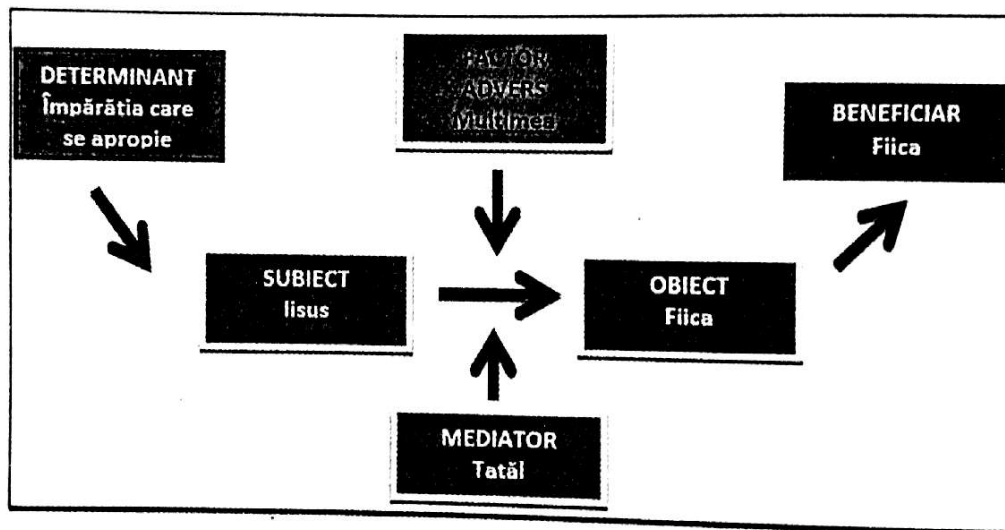 DETERMINANT
Împărăția care
se apropie
FACTOR
ADVERS
Mulțimea
BENEFICIAR
Fiica
SUBIECT
Iisus
OBIECT
Fiica
MEDIATOR
Tatăl